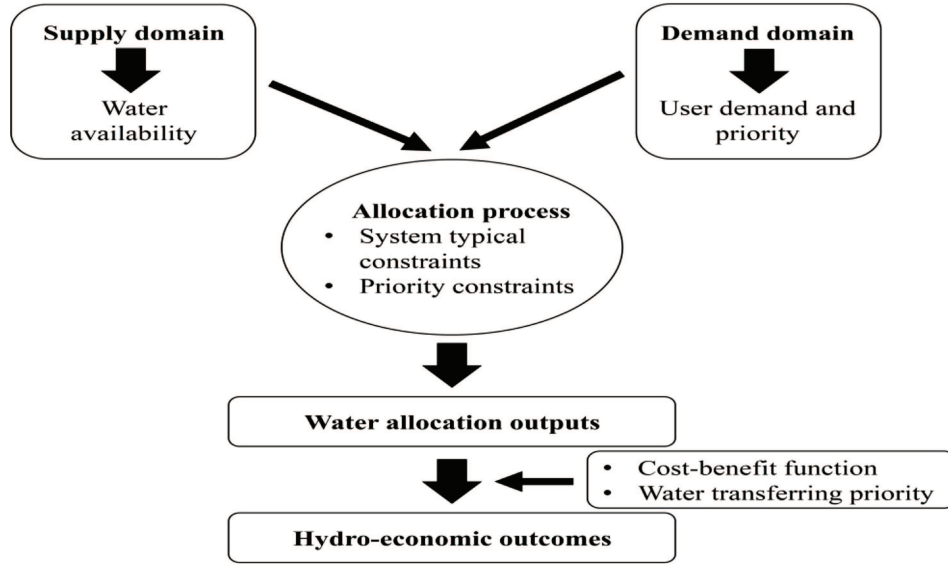 Supply domain
Water
availability
Demand domain
User demand and
priority
Allocation process
• System typical
constraints
• Priority constraints
Water allocation outputs
• Cost-benefit function
• Water transferring priority
Hydro-economic outcomes